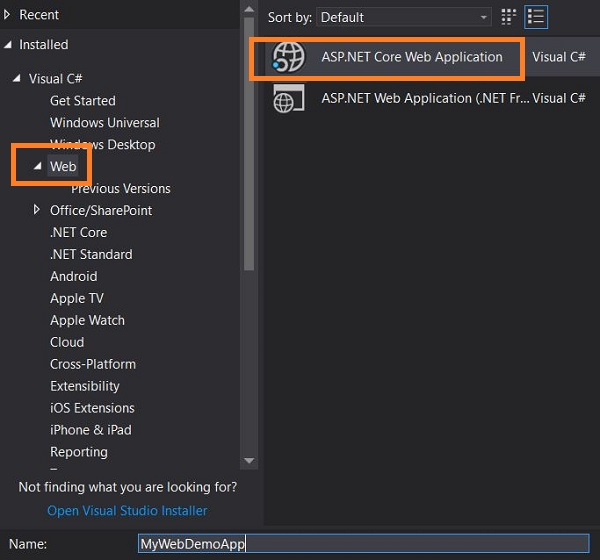 Recent
Installed
Visual C#
Get Started
Windows Universal
Windows Desktop
Web
Previous Versions
Office/SharePoint
.NET Core
.NET Standard
Android
Apple TV
Apple Watch
Cloud
Cross-Platform
Extensibility
iOS Extensions
iPhone & iPad
Reporting
Not finding what you are looking for?
Open Visual Studio Installer
Sort by: Default
ASP.NET Core Web Application Visual C#
ASP.NET Web Application (.NET Fr... Visual C#
Name: MyWebDemoApp